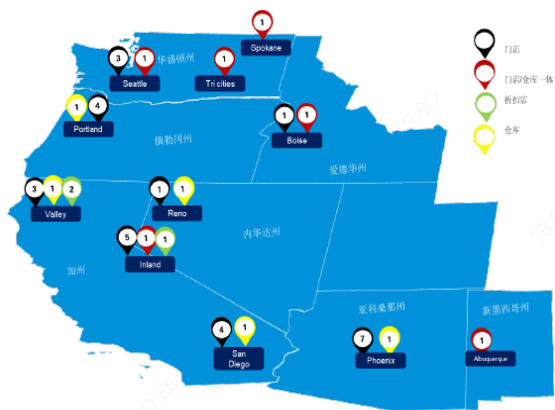 1
Spokane
3 1
华盛顿州
Seattle
1
Tri cities
门店
门店/仓库一体
折扣店
仓库
1 4
Portland
俄勒冈州
1 1
Boise
爱德华州
3 1 2
Valley
1 1
Reno
内华达州
5 1 1
Inland
加州
4 1
San
Diego
亚利桑那州
7 1
Phoenix
新墨西哥州
1
Albuquerque